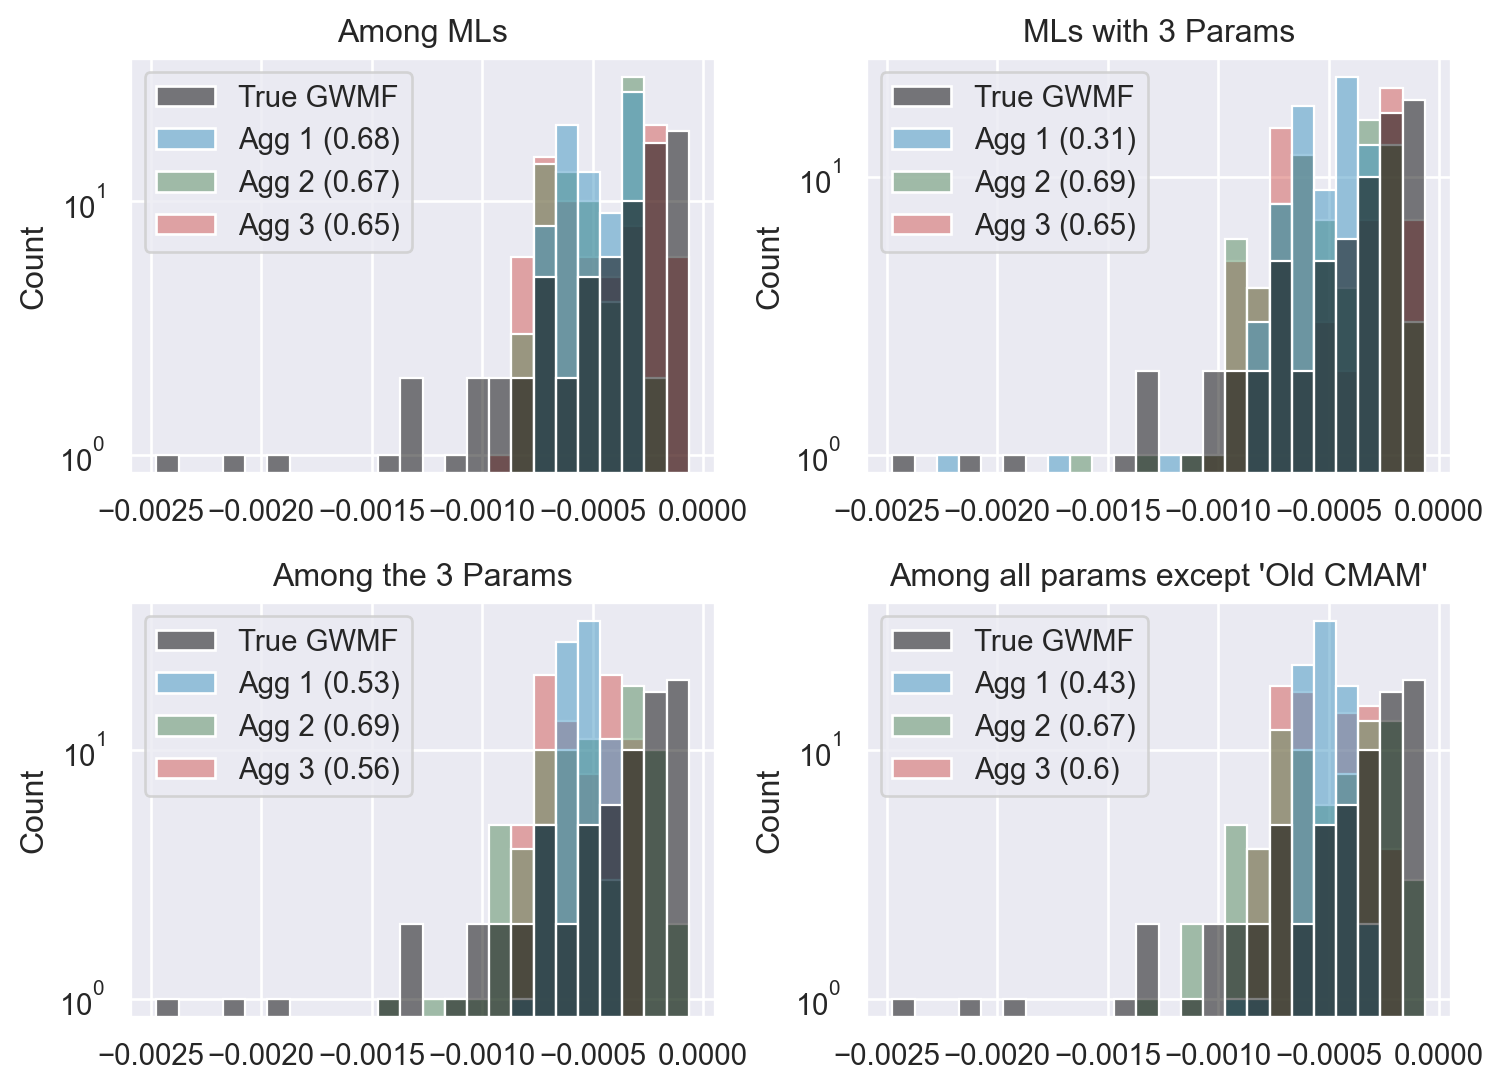 Among MLs
True GWMF
Agg 1 (0.68)
Agg 2 (0.67)
Agg 3 (0.65)
Count
10^1
10^0
−0.0025 −0.0020 −0.0015 −0.0010 −0.0005 0.0000
MLs with 3 Params
True GWMF
Agg 1 (0.31)
Agg 2 (0.69)
Agg 3 (0.65)
Count
10^1
10^0
−0.0025 −0.0020 −0.0015 −0.0010 −0.0005 0.0000
Among the 3 Params
True GWMF
Agg 1 (0.53)
Agg 2 (0.69)
Agg 3 (0.56)
Count
10^1
10^0
−0.0025 −0.0020 −0.0015 −0.0010 −0.0005 0.0000
Among all params except 'Old CMAM'
True GWMF
Agg 1 (0.43)
Agg 2 (0.67)
Agg 3 (0.6)
Count
10^1
10^0
−0.0025 −0.0020 −0.0015 −0.0010 −0.0005 0.0000